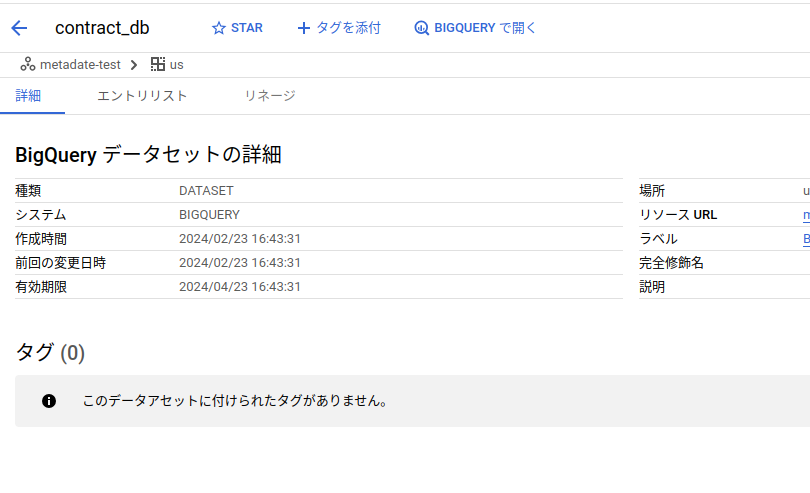 contract_db STAR タグを添付 BIGQUERY で開く
metadate-test us
詳細 エントリリスト リネージ
BigQuery データセットの詳細
種類 DATASET 場所
システム BIGQUERY リソース URL
作成時間 2024/02/23 16:43:31 ラベル
前回の変更日時 2024/02/23 16:43:31 完全修飾名
有効期限 2024/04/23 16:43:31 説明
タグ (0)
このデータアセットに付けられたタグがありません。